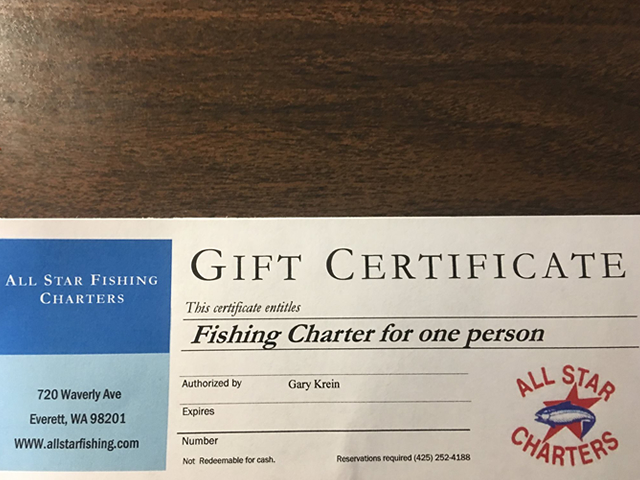 ALL STAR FISHING
CHARTERS
720 Waverly Ave
Everett, WA 98201
WWW.allstarfishing.com
GIFT CERTIFICATE
This certificate entitles
Fishing Charter for one person
Authorized by Gary Krein
Expires
Number
Not Redeemable for cash. Reservations required (425) 252-4188
ALL STAR
CHARTERS